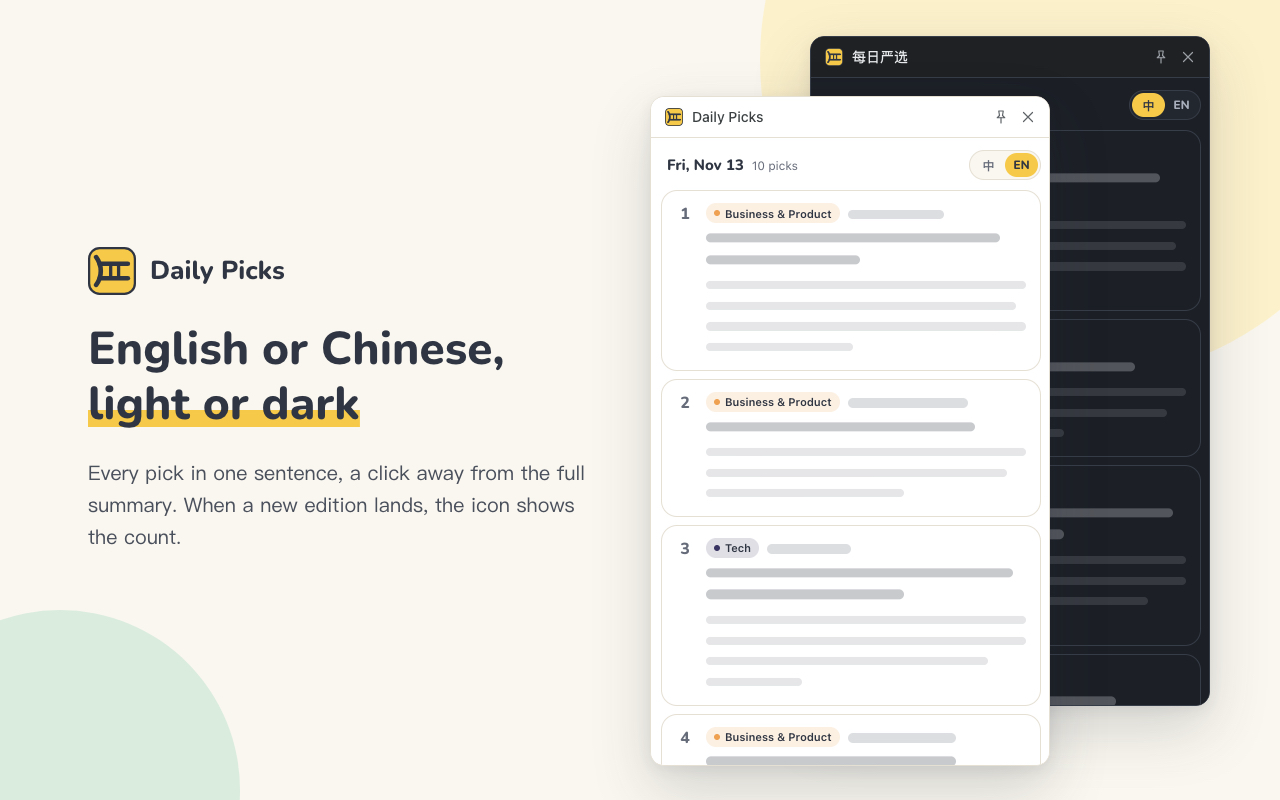 Daily Picks
English or Chinese,
light or dark
Every pick in one sentence, a click away from the full
summary. When a new edition lands, the icon shows
the count.
每日严选
中 EN
Daily Picks
Fri, Nov 13 10 picks 中 EN
1 Business & Product
2 Business & Product
3 Tech
4 Business & Product